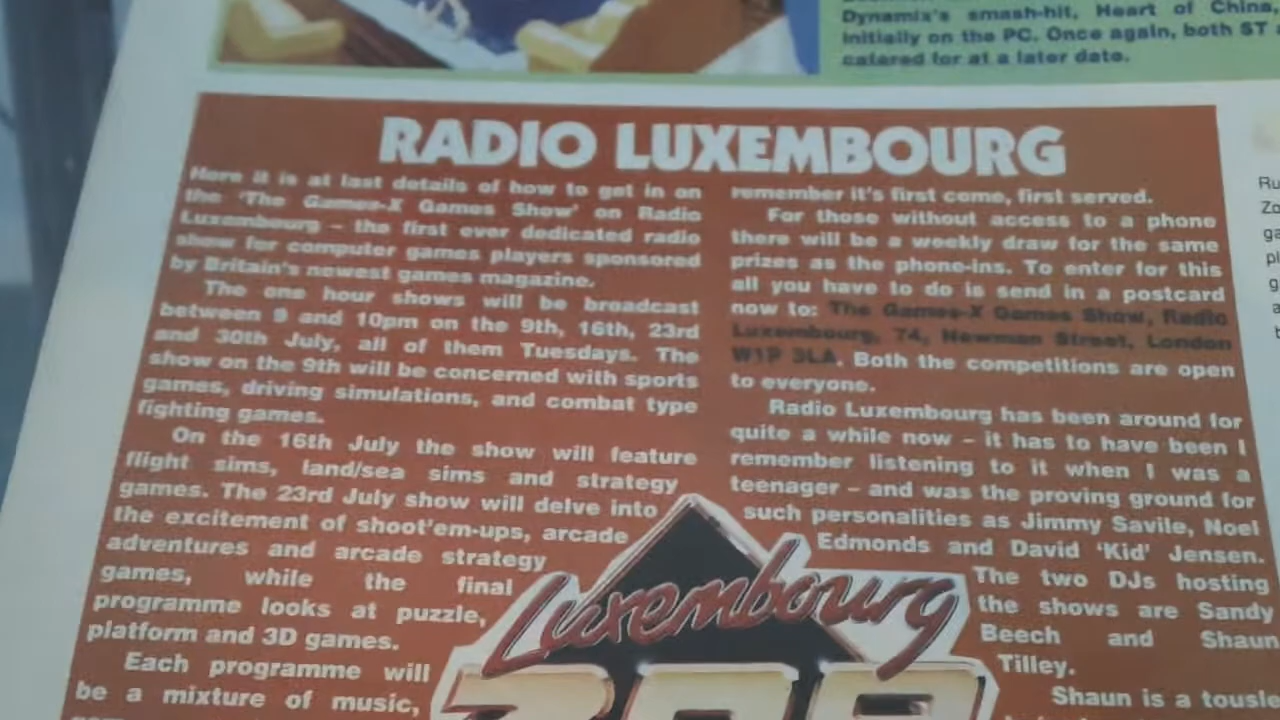 Dynamix's smash-hit, Heart of China,
initially on the PC. Once again, both ST
catered for at a later date.
RADIO LUXEMBOURG
Here it is at last details of how to get in on
the 'The Games-X Games Show' on Radio
Luxembourg – the first ever dedicated radio
show for computer games players sponsored
by Britain's newest games magazine.
The one hour shows will be broadcast
between 9 and 10pm on the 9th, 16th, 23rd
and 30th July, all of them Tuesdays. The
show on the 9th will be concerned with sports
games, driving simulations, and combat type
fighting games.
On the 16th July the show will feature
flight sims, land/sea sims and strategy
games. The 23rd July show will delve into
the excitement of shoot'em-ups, arcade
adventures and arcade strategy
games, while the final
programme looks at puzzle,
platform and 3D games.
Each programme will
be a mixture of music,
remember it's first come, first served.
For those without access to a phone
there will be a weekly draw for the same
prizes as the phone-ins. To enter for this
all you have to do is send in a postcard
now to: The Games-X Games Show, Radio
Luxembourg, 74, Newman Street, London
W1P 3LA. Both the competitions are open
to everyone.
Radio Luxembourg has been around for
quite a while now – it has to have been I
remember listening to it when I was a
teenager – and was the proving ground for
such personalities as Jimmy Savile, Noel
Edmonds and David 'Kid' Jensen.
The two DJs hosting
the shows are Sandy
Beech and Shaun
Tilley.
Shaun is a tousle
Luxembourg
208